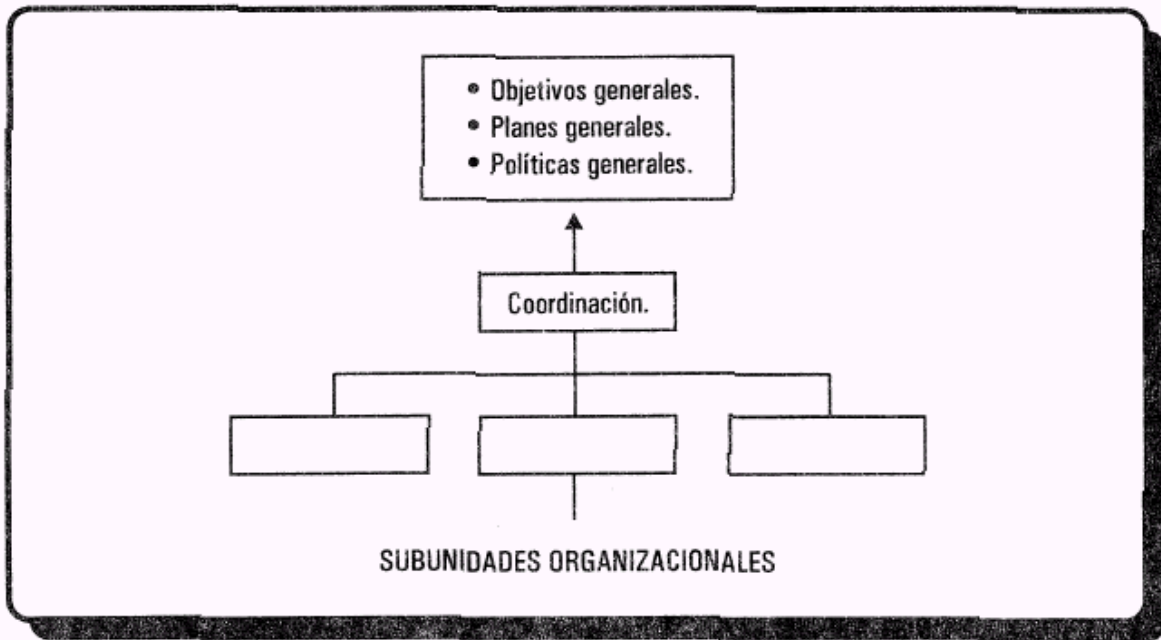 • Objetivos generales.
• Planes generales.
• Políticas generales.
Coordinación.
SUBUNIDADES ORGANIZACIONALES